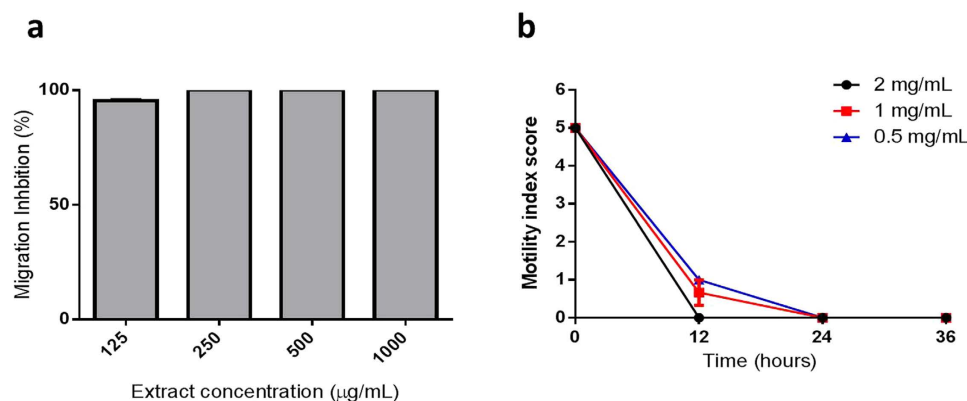 a
Migration Inhbition (%)
100
50
0
125
250
500
1000
Extract concentration (μg/mL)
b
2 mg/mL
1 mg/mL
0.5 mg/mL
Motility index score
6
5
4
3
2
1
0
0
12
24
36
Time (hours)